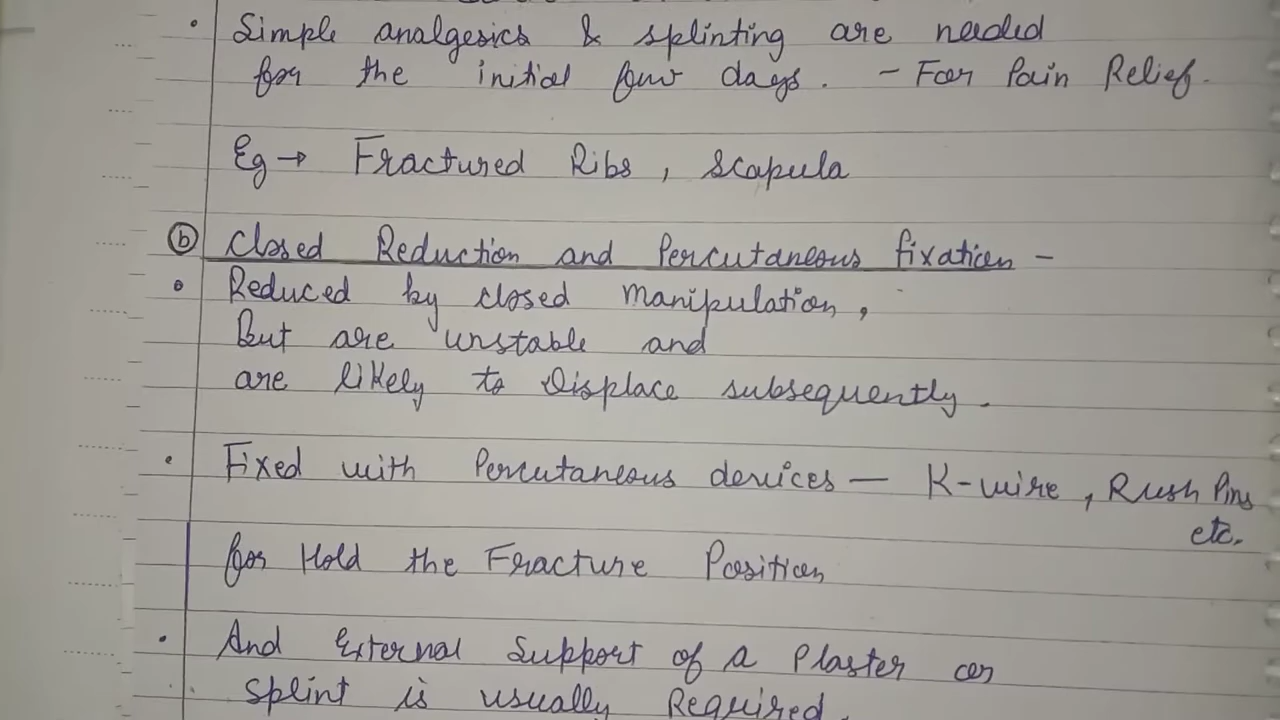 • Simple analgesics & splinting are needed
for the initial few days. - For Pain Relief.
Eg → Fractured Ribs, Scapula
ⓑ Closed Reduction and Percutaneous fixation -
• Reduced by closed manipulation,
But are unstable and
are likely to Displace subsequently.
• Fixed with Percutaneous devices — K-wire, Rush Pins
etc.
for Hold the Fracture Position
• And External Support of a Plaster or
splint is usually Required.